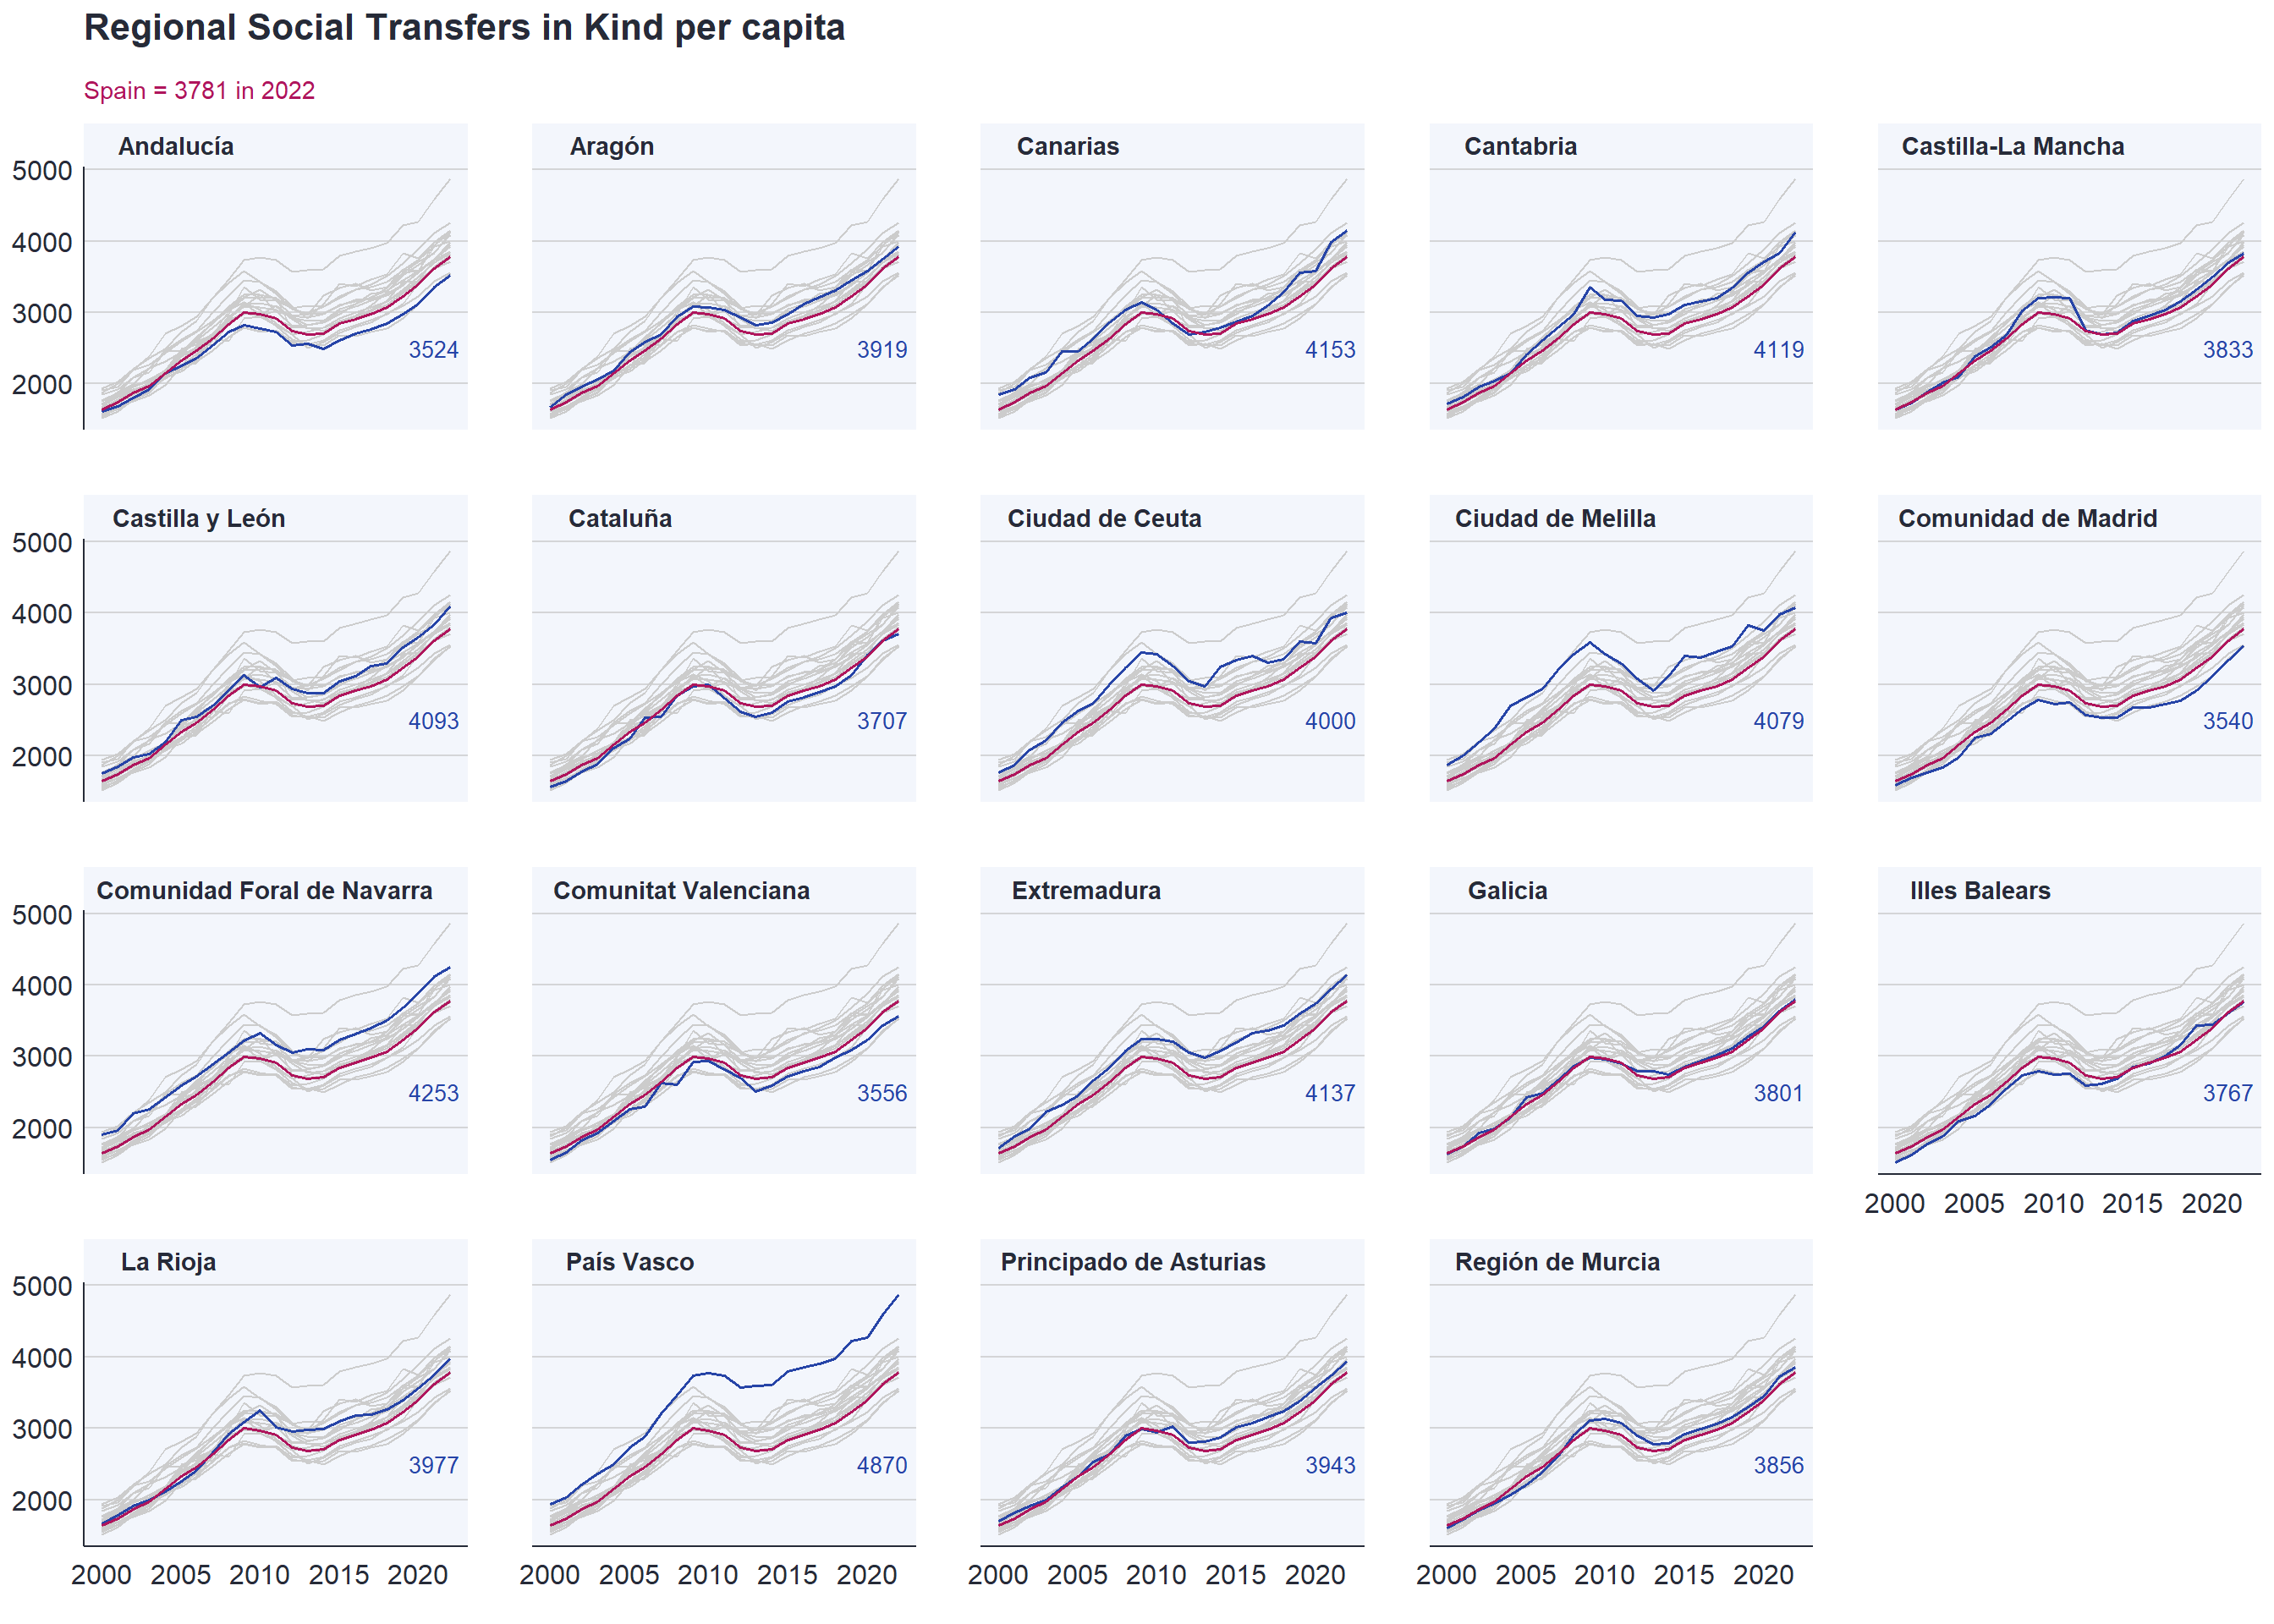 Regional Social Transfers in Kind per capita
Spain = 3781 in 2022
Andalucía Aragón Canarias Cantabria Castilla-La Mancha
5000
4000
3000
3524 3919 4153 4119 3833
2000
Castilla y León Cataluña Ciudad de Ceuta Ciudad de Melilla Comunidad de Madrid
5000
4000
3000
4093 3707 4000 4079 3540
2000
Comunidad Foral de Navarra Comunitat Valenciana Extremadura Galicia Illes Balears
5000
4000
3000
4253 3556 4137 3801 3767
2000
2000 2005 2010 2015 2020
La Rioja País Vasco Principado de Asturias Región de Murcia
5000
4000
3000
3977 4870 3943 3856
2000
2000 2005 2010 2015 2020 2000 2005 2010 2015 2020 2000 2005 2010 2015 2020 2000 2005 2010 2015 2020